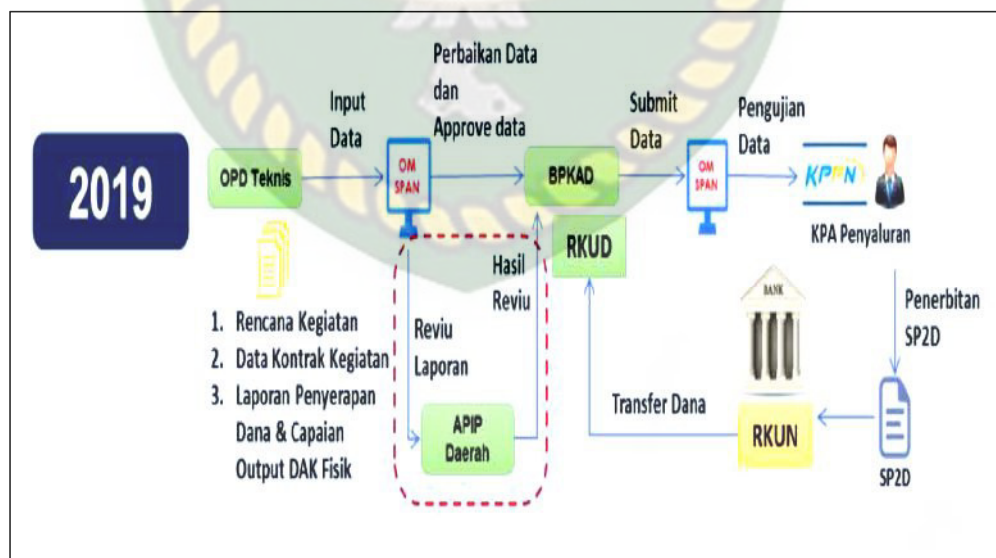 2019
OPD Teknis
Input
Data
OM
SPAN
Perbaikan Data
dan
Approve data
BPKAD
Submit
Data
OM
SPAN
Pengujian
Data
KPPN
KPA Penyaluran
1. Rencana Kegiatan
2. Data Kontrak Kegiatan
3. Laporan Penyerapan
Dana & Capaian
Output DAK Fisik
Reviu
Laporan
APIP
Daerah
Hasil
Reviu
RKUD
Transfer Dana
BANK
RKUN
Penerbitan
SP2D
SP2D